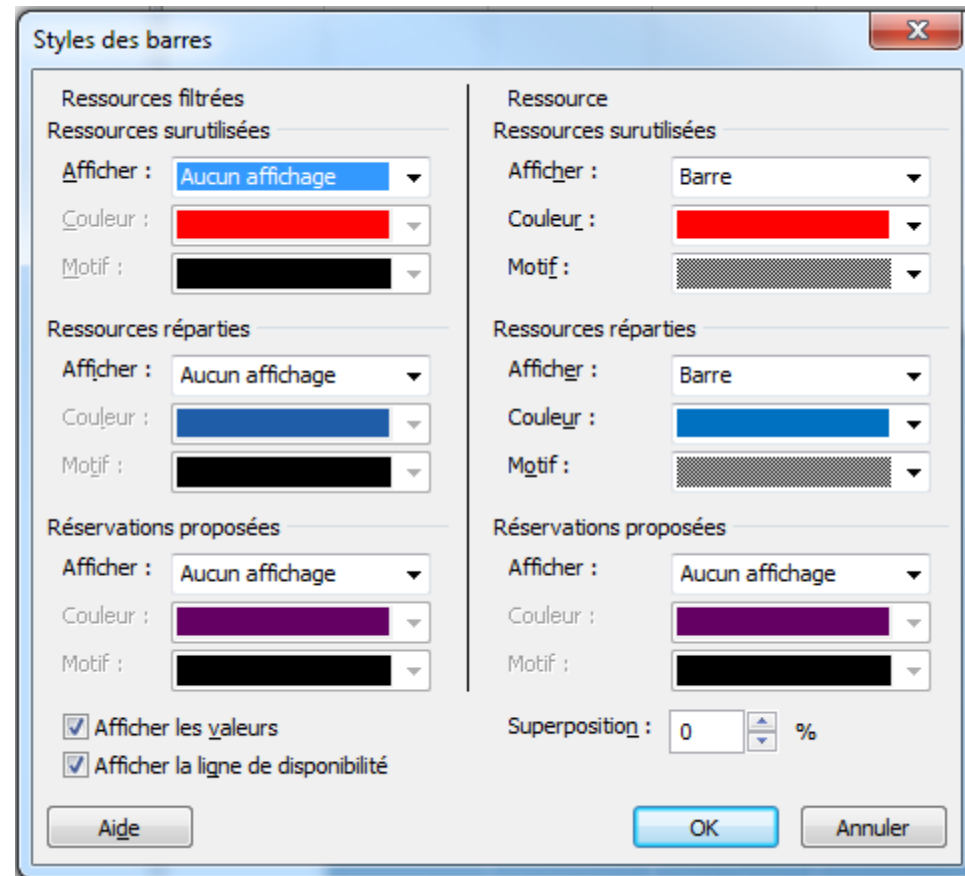 Styles des barres
Ressources filtrées
Ressources surutilisées
Afficher :
Aucun affichage
Couleur :
Motif :
Ressources réparties
Afficher :
Aucun affichage
Couleur :
Motif :
Réservations proposées
Afficher :
Aucun affichage
Couleur :
Motif :
Afficher les valeurs
Afficher la ligne de disponibilité
Ressource
Ressources surutilisées
Afficher :
Barre
Couleur :
Motif :
Ressources réparties
Afficher :
Barre
Couleur :
Motif :
Réservations proposées
Afficher :
Aucun affichage
Couleur :
Motif :
Superposition :
0
%
Aide
OK
Annuler